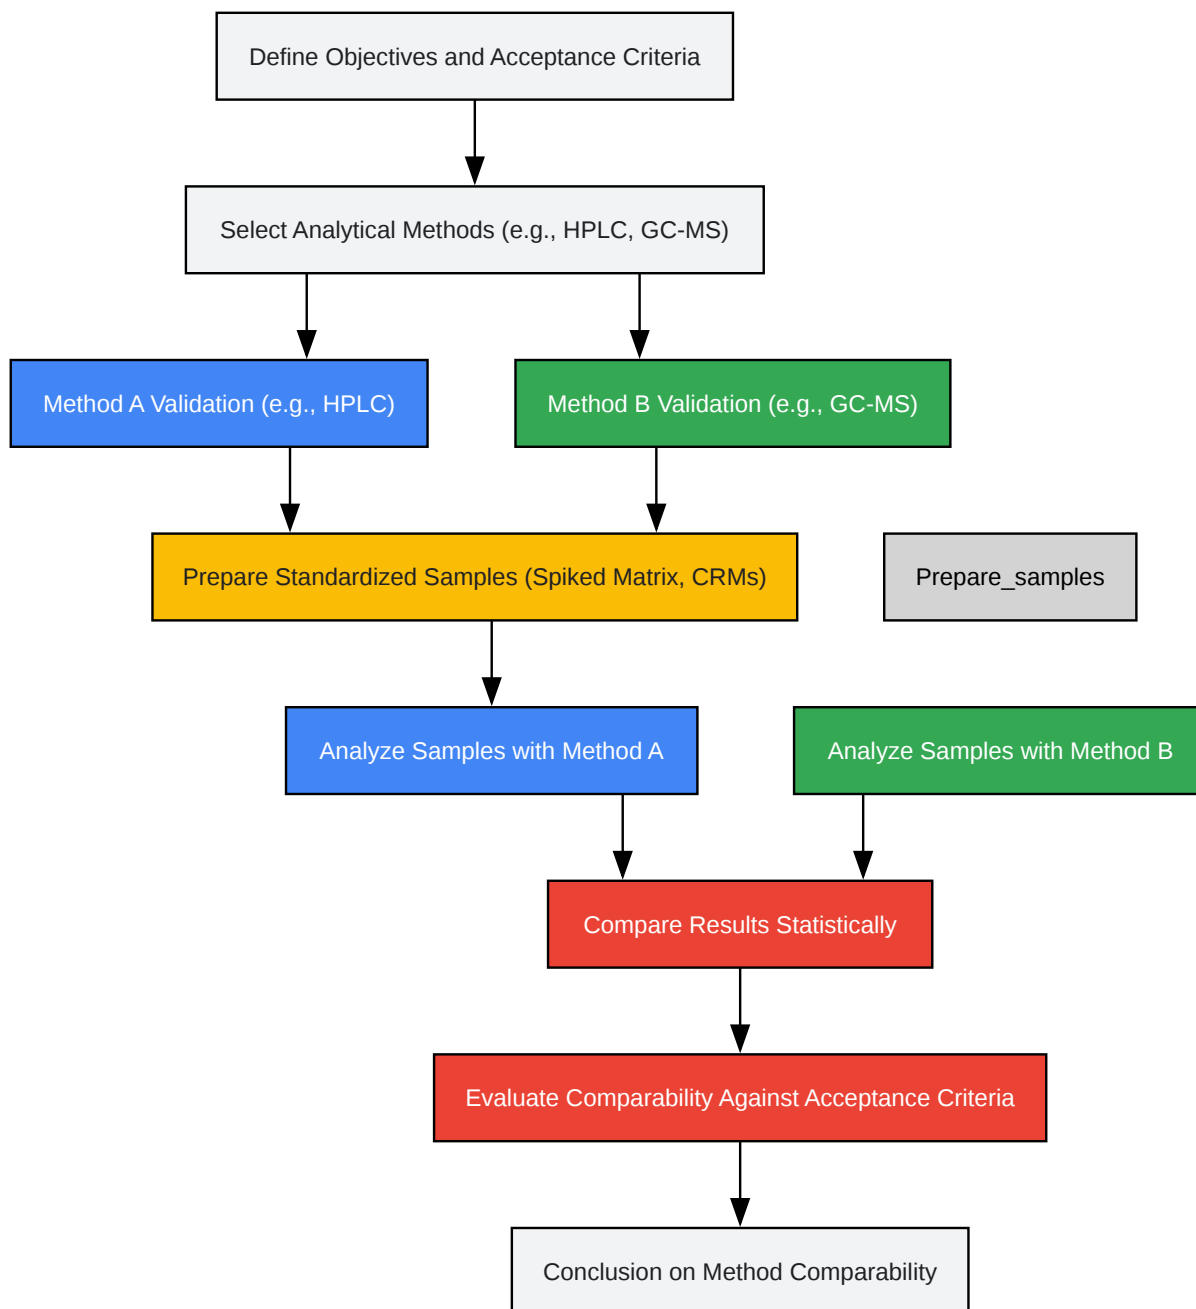 Define Objectives and Acceptance Criteria
Select Analytical Methods (e.g., HPLC, GC-MS)
Method A Validation (e.g., HPLC)
Method B Validation (e.g., GC-MS)
Prepare Standardized Samples (Spiked Matrix, CRMs)
Prepare_samples
Analyze Samples with Method A
Analyze Samples with Method B
Compare Results Statistically
Evaluate Comparability Against Acceptance Criteria
Conclusion on Method Comparability